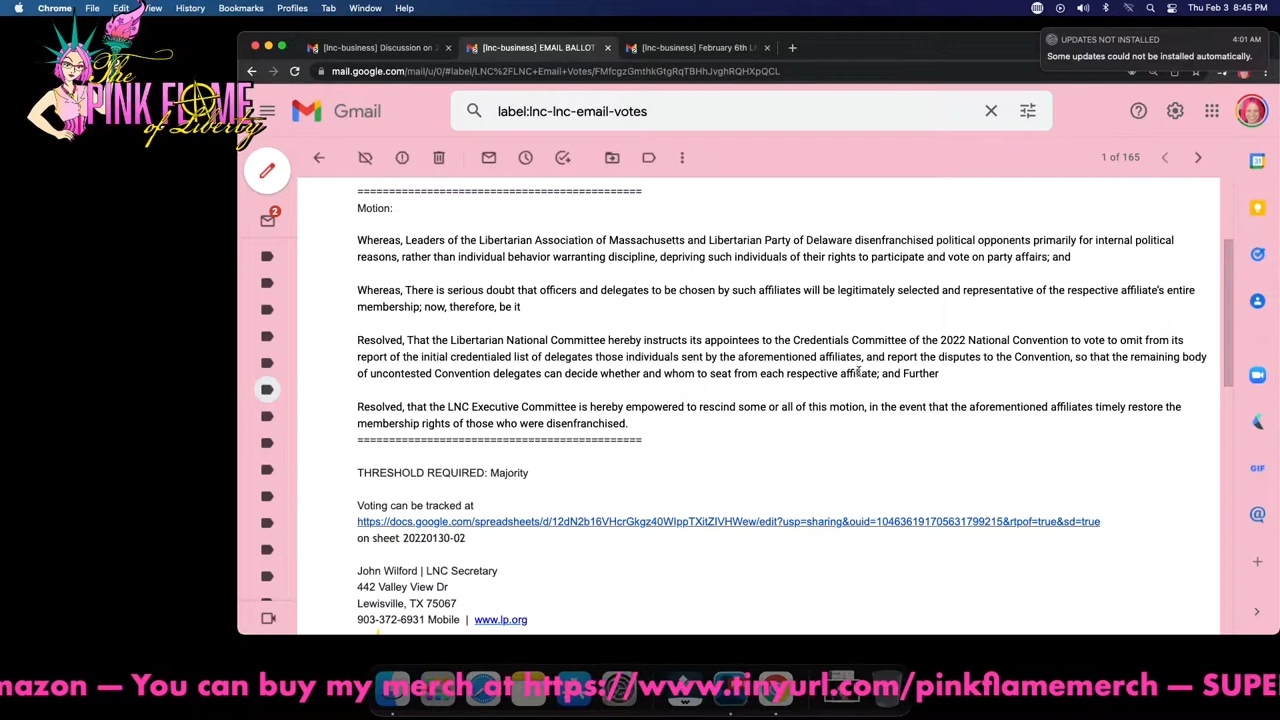 Chrome File Edit View History Bookmarks Profiles Tab Window Help
Thu Feb 3 8:45 PM
The
PINK FLAME
of Liberty
[lnc-business] Discussion on 2
[lnc-business] EMAIL BALLOT
[lnc-business] February 6th LN
UPDATES NOT INSTALLED 4:01 AM
Some updates could not be installed automatically.
mail.google.com/mail/u/0/#label/LNC%2FLNC+Email+Votes/FMfcgzGmthkGtgRqTBHhJvghRQHXpQCL
Gmail
label:lnc-lnc-email-votes
1 of 165
2
============================================
Motion:
Whereas, Leaders of the Libertarian Association of Massachusetts and Libertarian Party of Delaware disenfranchised political opponents primarily for internal political
reasons, rather than individual behavior warranting discipline, depriving such individuals of their rights to participate and vote on party affairs; and
Whereas, There is serious doubt that officers and delegates to be chosen by such affiliates will be legitimately selected and representative of the respective affiliate's entire
membership; now, therefore, be it
Resolved, That the Libertarian National Committee hereby instructs its appointees to the Credentials Committee of the 2022 National Convention to vote to omit from its
report of the initial credentialed list of delegates those individuals sent by the aforementioned affiliates, and report the disputes to the Convention, so that the remaining body
of uncontested Convention delegates can decide whether and whom to seat from each respective affiliate; and Further
Resolved, that the LNC Executive Committee is hereby empowered to rescind some or all of this motion, in the event that the aforementioned affiliates timely restore the
membership rights of those who were disenfranchised.
============================================
THRESHOLD REQUIRED: Majority
Voting can be tracked at
https://docs.google.com/spreadsheets/d/12dN2b16VHcrGkgz40WIppTXitZIVHWew/edit?usp=sharing&ouid=104636191705631799215&rtpof=true&sd=true
on sheet 20220130-02
John Wilford | LNC Secretary
442 Valley View Dr
Lewisville, TX 75067
903-372-6931 Mobile | www.lp.org
GIF
mazon — You can buy my merch at https://www.tinyurl.com/pinkflamemerch — SUPE